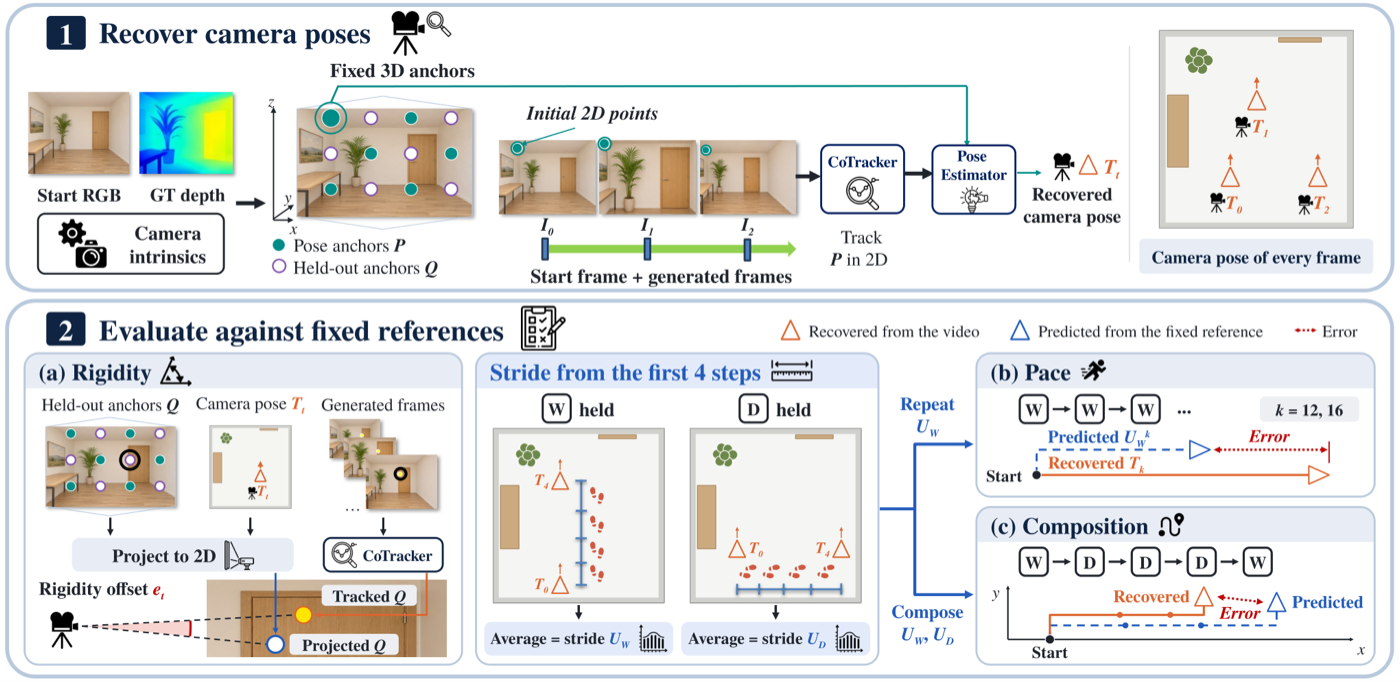 1 Recover camera poses
Fixed 3D anchors
Start RGB
GT depth
Camera
intrinsics
z
y
x
Pose anchors P
Held-out anchors Q
Initial 2D points
I0
I1
I2
Start frame + generated frames
CoTracker
Track
P in 2D
Pose
Estimator
Tt
Recovered
camera pose
T1
T0
T2
Camera pose of every frame
2 Evaluate against fixed references
Recovered from the video
Predicted from the fixed reference
Error
(a) Rigidity
Held-out anchors Q
Camera pose Tt
Generated frames
Tt
...
Project to 2D
CoTracker
Rigidity offset et
Tracked Q
Projected Q
Stride from the first 4 steps
W held
D held
T4
T0
T0
T4
Average = stride UW
Average = stride UD
Repeat
UW
Compose
UW, UD
(b) Pace
W W W ...
k = 12, 16
Predicted UW^k
Error
Recovered Tk
Start
(c) Composition
W D D D W
y
Recovered
Error
Predicted
Start
x